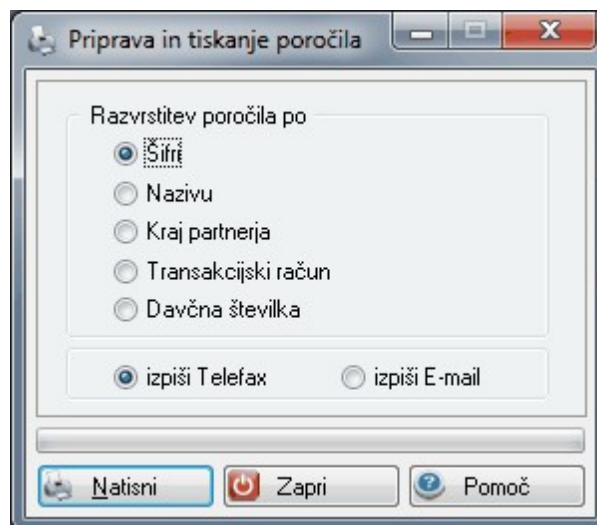 Priprava in tiskanje poročila
Razvrstitev poročila po
Šifri
Nazivu
Kraj partnerja
Transakcijski račun
Davčna številka
izpiši Telefax izpiši E-mail
Natisni Zapri Pomoč